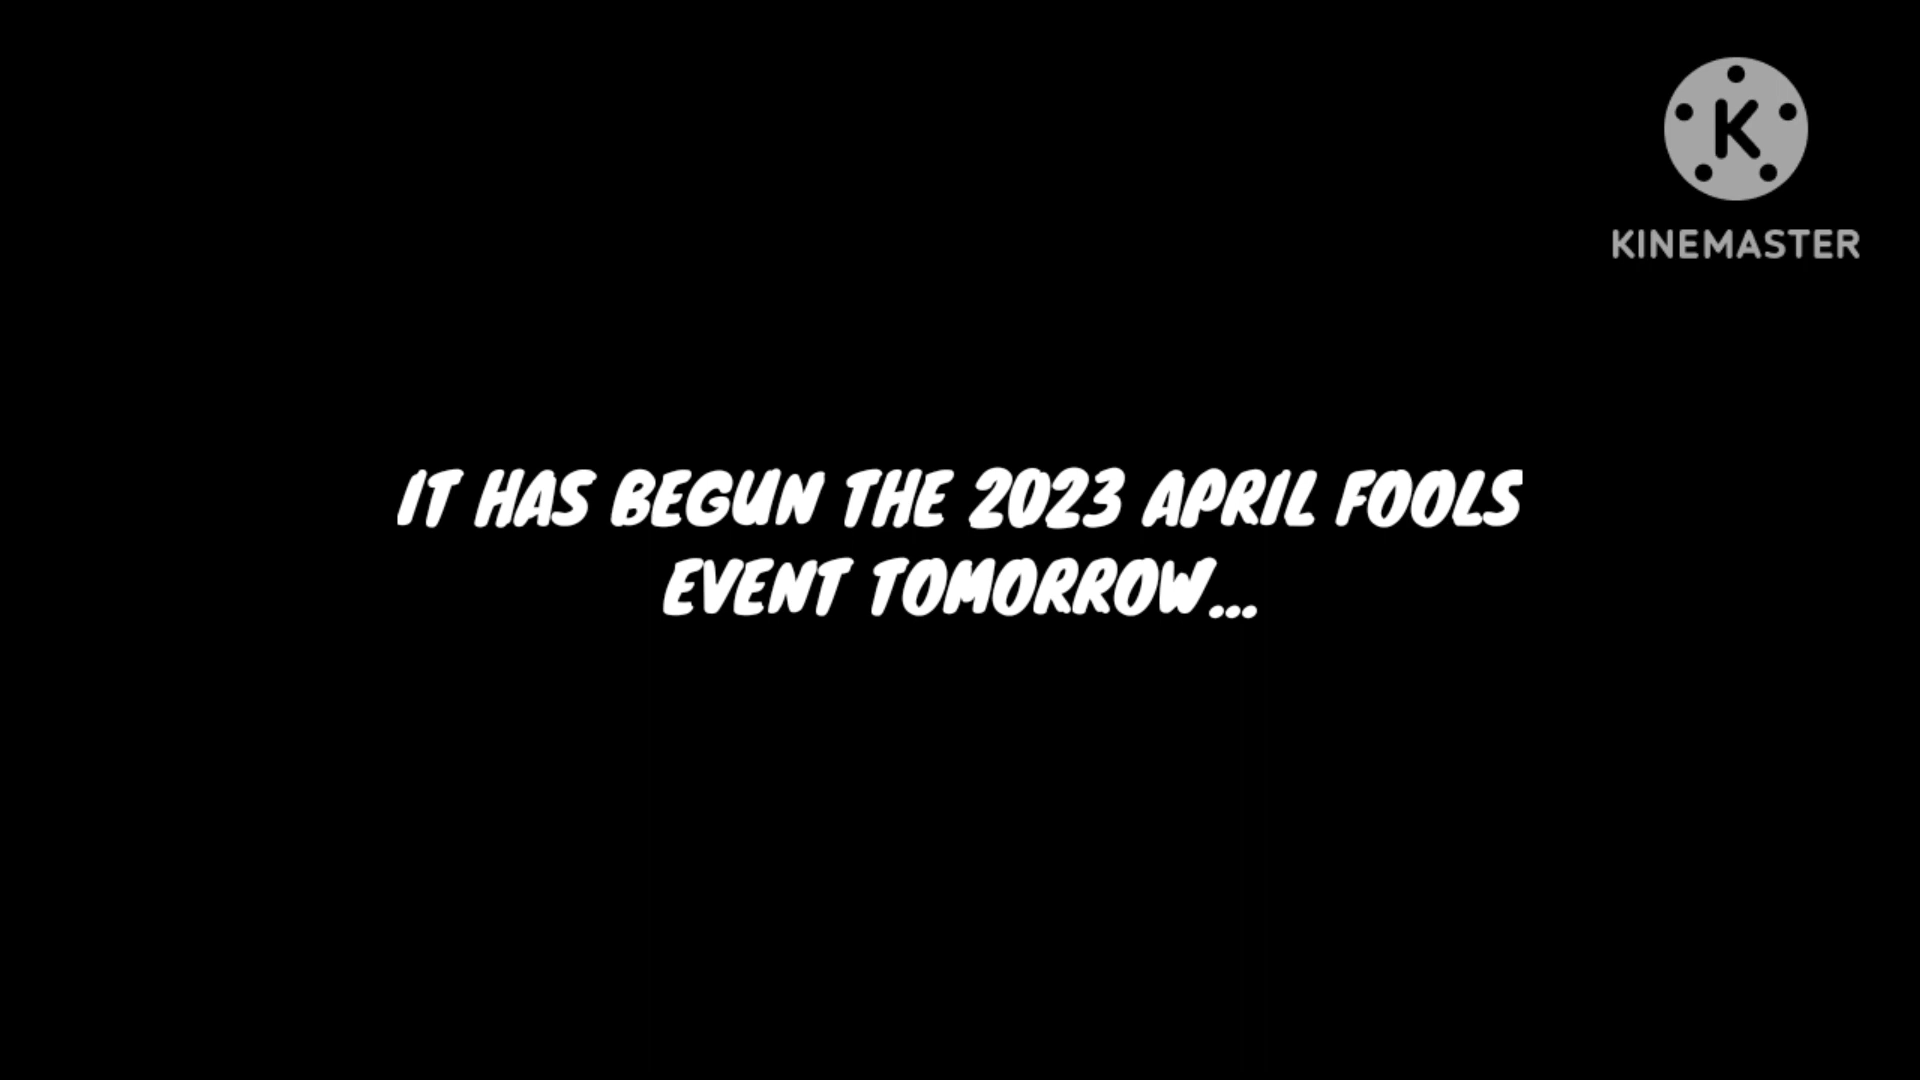 K
KINEMASTER
IT HAS BEGUN THE 2023 APRIL FOOLS
EVENT TOMORROW...